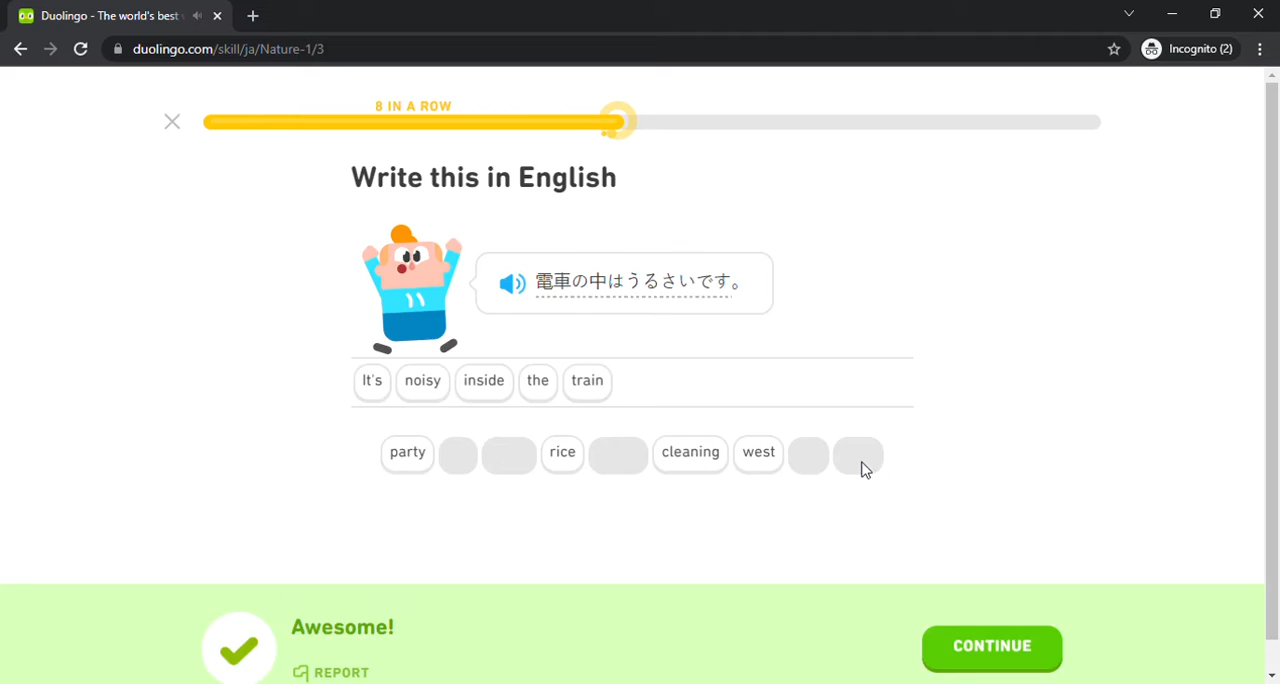 Duolingo - The world's best
duolingo.com/skill/ja/Nature-1/3
Incognito (2)
8 IN A ROW
Write this in English
電車の中はうるさいです。
It's noisy inside the train
party rice cleaning west
Awesome!
REPORT
CONTINUE